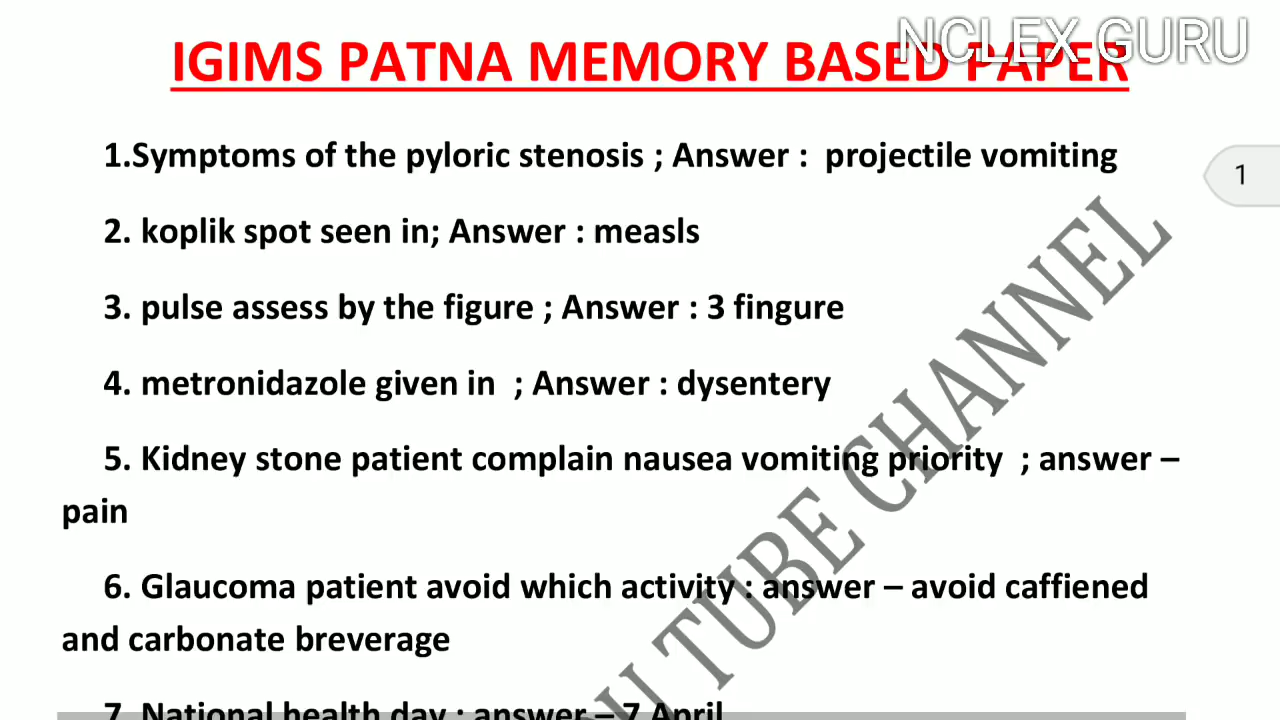 NCLEX GURU
IGIMS PATNA MEMORY BASED PAPER
1
1.Symptoms of the pyloric stenosis ; Answer : projectile vomiting
2. koplik spot seen in; Answer : measls
3. pulse assess by the figure ; Answer : 3 fingure
4. metronidazole given in ; Answer : dysentery
5. Kidney stone patient complain nausea vomiting priority ; answer –
pain
6. Glaucoma patient avoid which activity : answer – avoid caffiened
and carbonate breverage
7. National health day : answer – 7 April
U TUBE CHANNEL